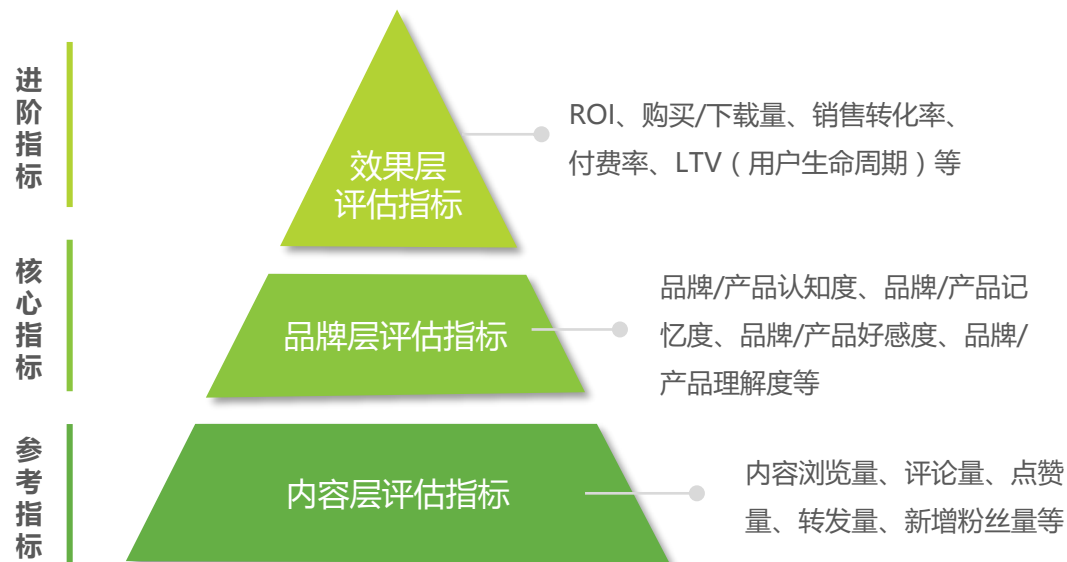 进阶指标
效果层
评估指标
ROI、购买/下载量、销售转化率、
付费率、LTV（用户生命周期）等
核心指标
品牌层评估指标
品牌/产品认知度、品牌/产品记
忆度、品牌/产品好感度、品牌/
产品理解度等
参考指标
内容层评估指标
内容浏览量、评论量、点赞
量、转发量、新增粉丝量等